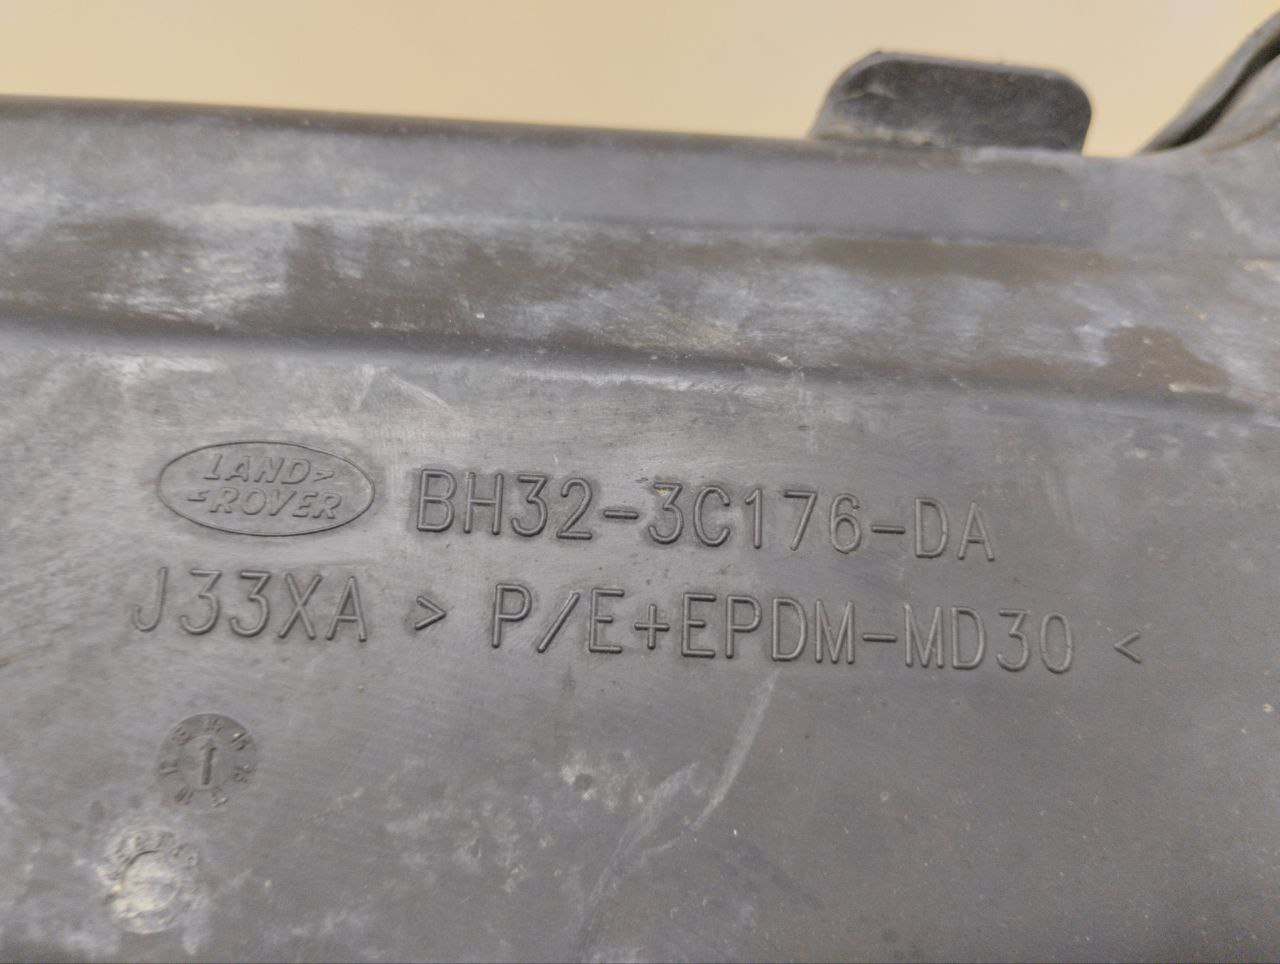 LAND
ROVER
BH32-3C176-DA
J33XA > P/E+EPDM-MD30 <